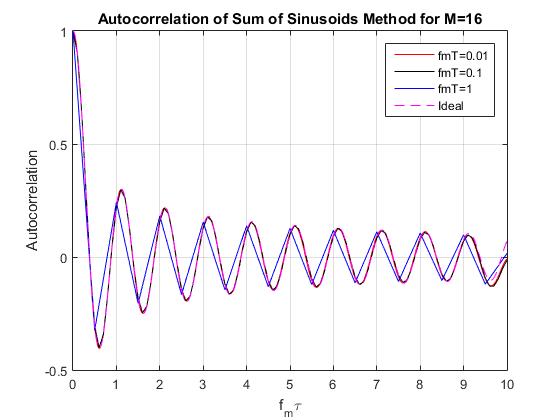 Autocorrelation of Sum of Sinusoids Method for M=16
1
0.5
0
-0.5
Autocorrelation
fmT=0.01
fmT=0.1
fmT=1
Ideal
0 1 2 3 4 5 6 7 8 9 10
f_m τ